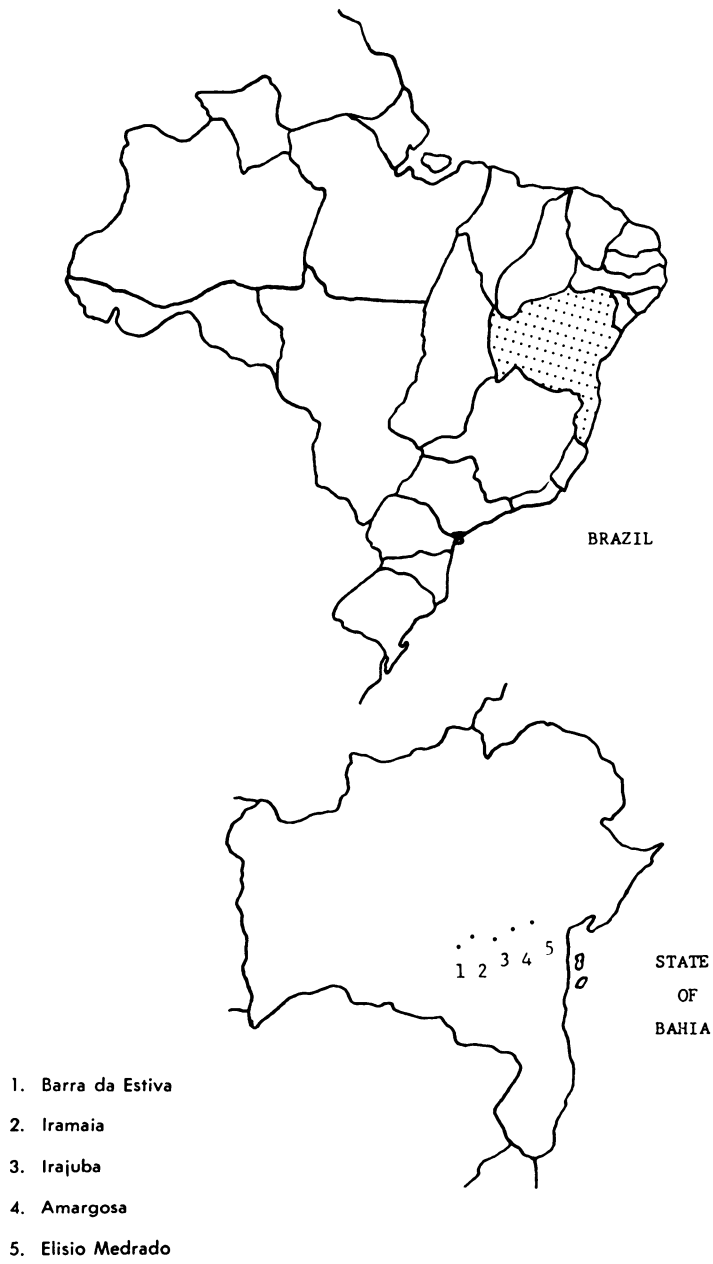 BRAZIL
1 2 3 4 5
STATE
OF
BAHIA
1. Barra da Estiva
2. Iramaia
3. Irajuba
4. Amargosa
5. Elisio Medrado